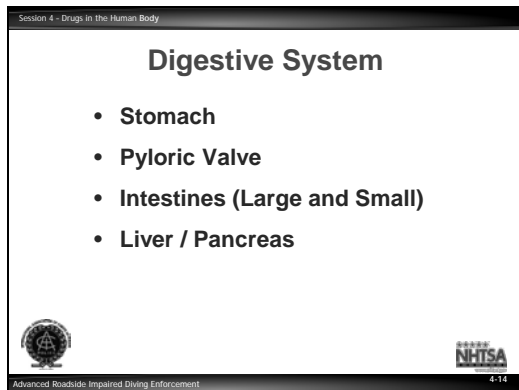 Session 4 - Drugs in the Human Body
Digestive System
• Stomach
• Pyloric Valve
• Intestines (Large and Small)
• Liver / Pancreas
NHTSA
Advanced Roadside Impaired Diving Enforcement
4-14